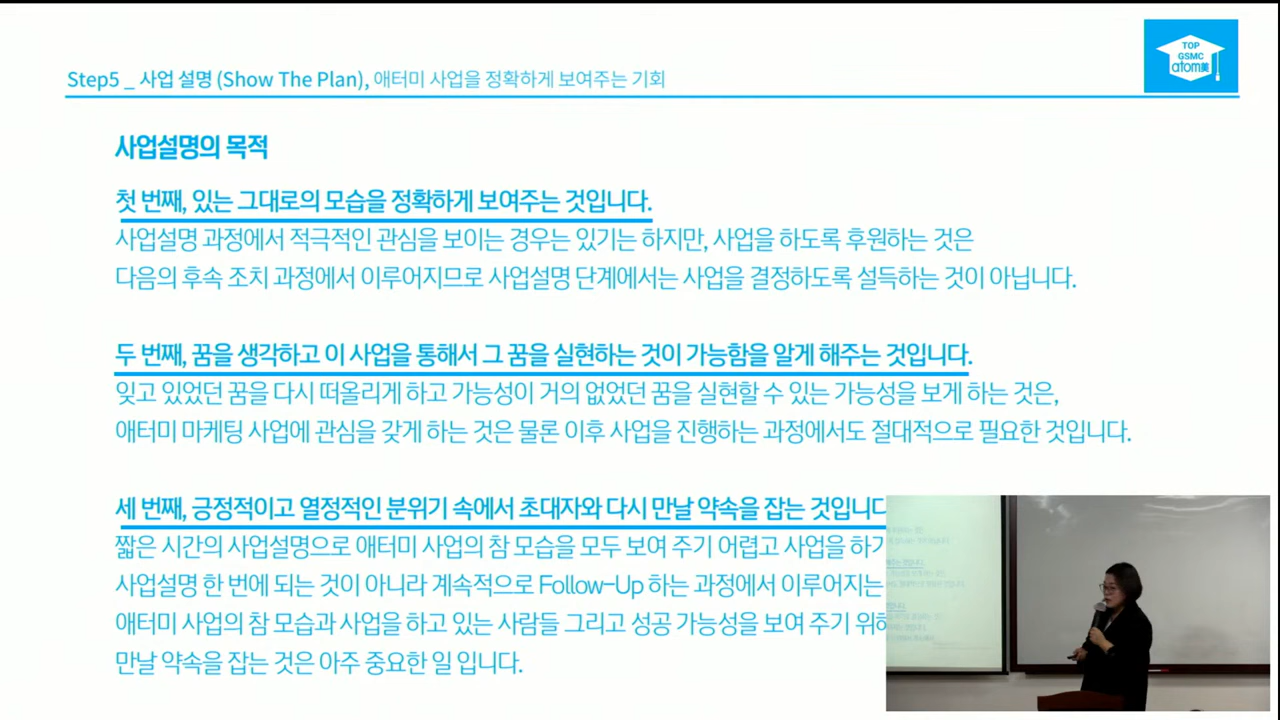 Step5 _ 사업 설명 (Show The Plan), 애터미 사업을 정확하게 보여주는 기회
TOP
GSMC
atom美
사업설명의 목적
첫 번째, 있는 그대로의 모습을 정확하게 보여주는 것입니다.
사업설명 과정에서 적극적인 관심을 보이는 경우는 있기는 하지만, 사업을 하도록 후원하는 것은
다음의 후속 조치 과정에서 이루어지므로 사업설명 단계에서는 사업을 결정하도록 설득하는 것이 아닙니다.
두 번째, 꿈을 생각하고 이 사업을 통해서 그 꿈을 실현하는 것이 가능함을 알게 해주는 것입니다.
잊고 있었던 꿈을 다시 떠올리게 하고 가능성이 거의 없었던 꿈을 실현할 수 있는 가능성을 보게 하는 것은,
애터미 마케팅 사업에 관심을 갖게 하는 것은 물론 이후 사업을 진행하는 과정에서도 절대적으로 필요한 것입니다.
세 번째, 긍정적이고 열정적인 분위기 속에서 초대자와 다시 만날 약속을 잡는 것입니다
짧은 시간의 사업설명으로 애터미 사업의 참 모습을 모두 보여 주기 어렵고 사업을 하기
사업설명 한 번에 되는 것이 아니라 계속적으로 Follow-Up 하는 과정에서 이루어지는
애터미 사업의 참 모습과 사업을 하고 있는 사람들 그리고 성공 가능성을 보여 주기 위해
만날 약속을 잡는 것은 아주 중요한 일 입니다.